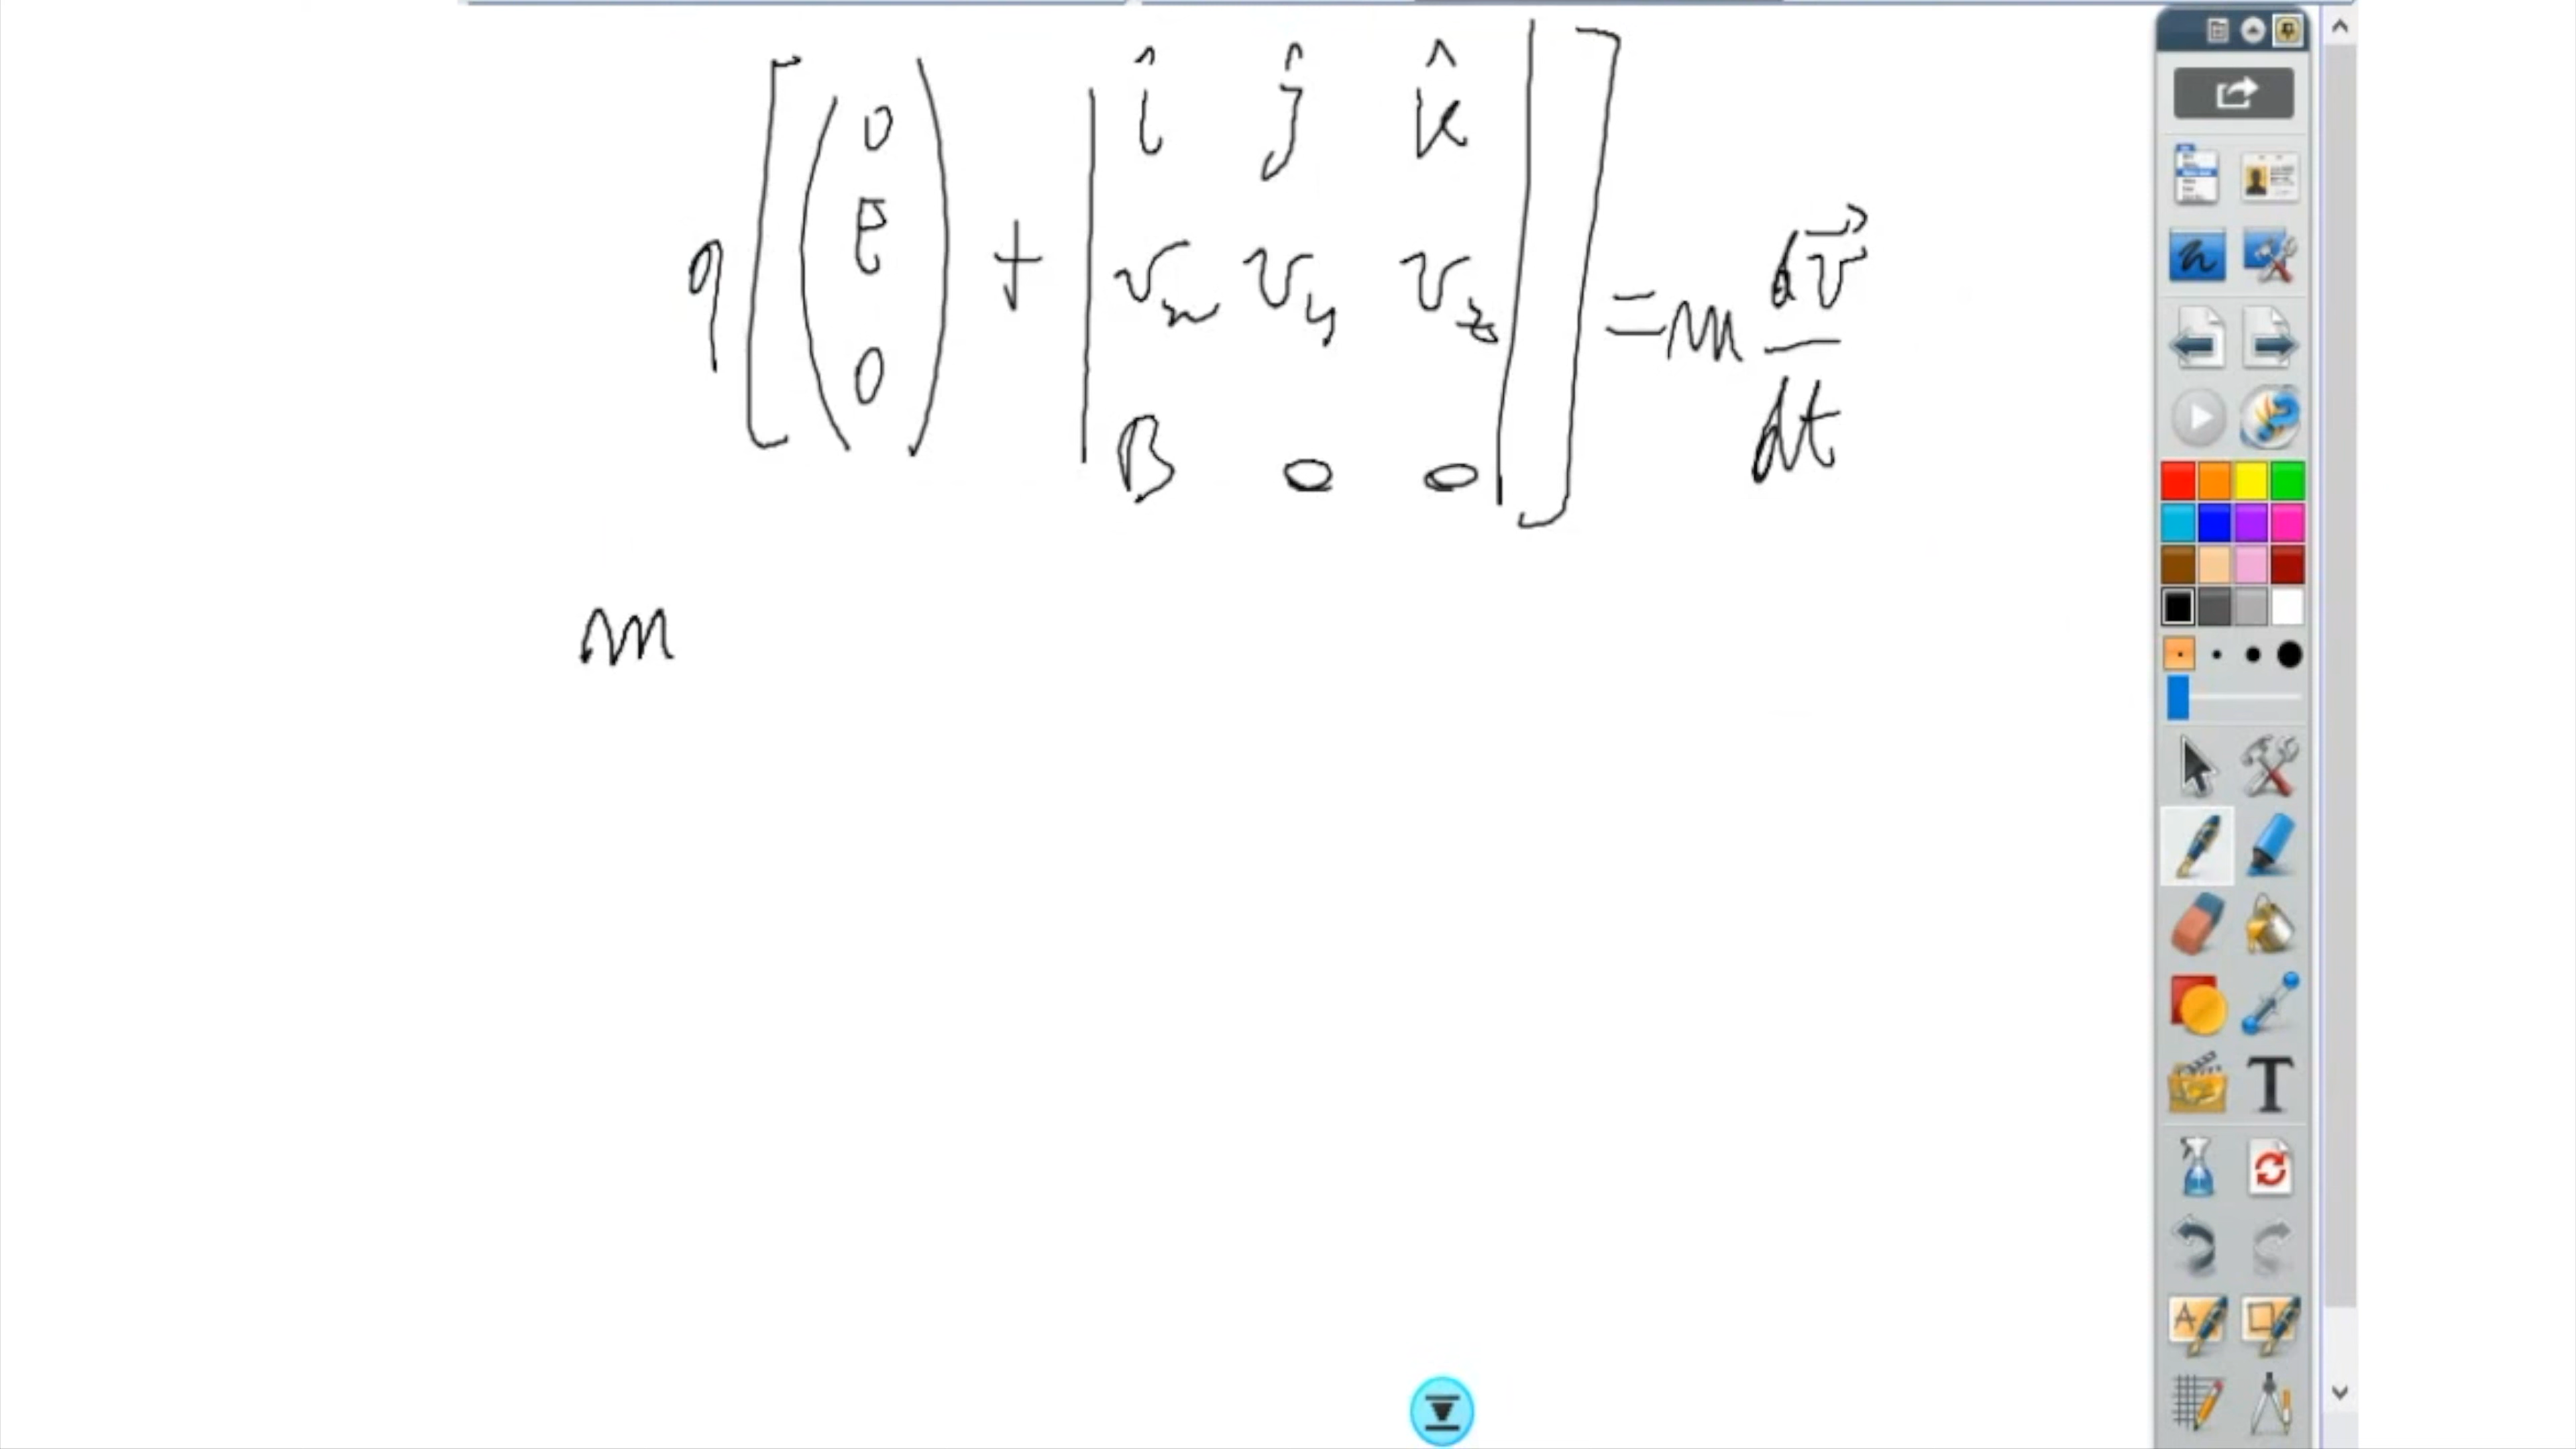 q[(0 E 0) + |î ĵ k̂ v_x v_y v_z B 0 0|] = m dv⃗/dt
m